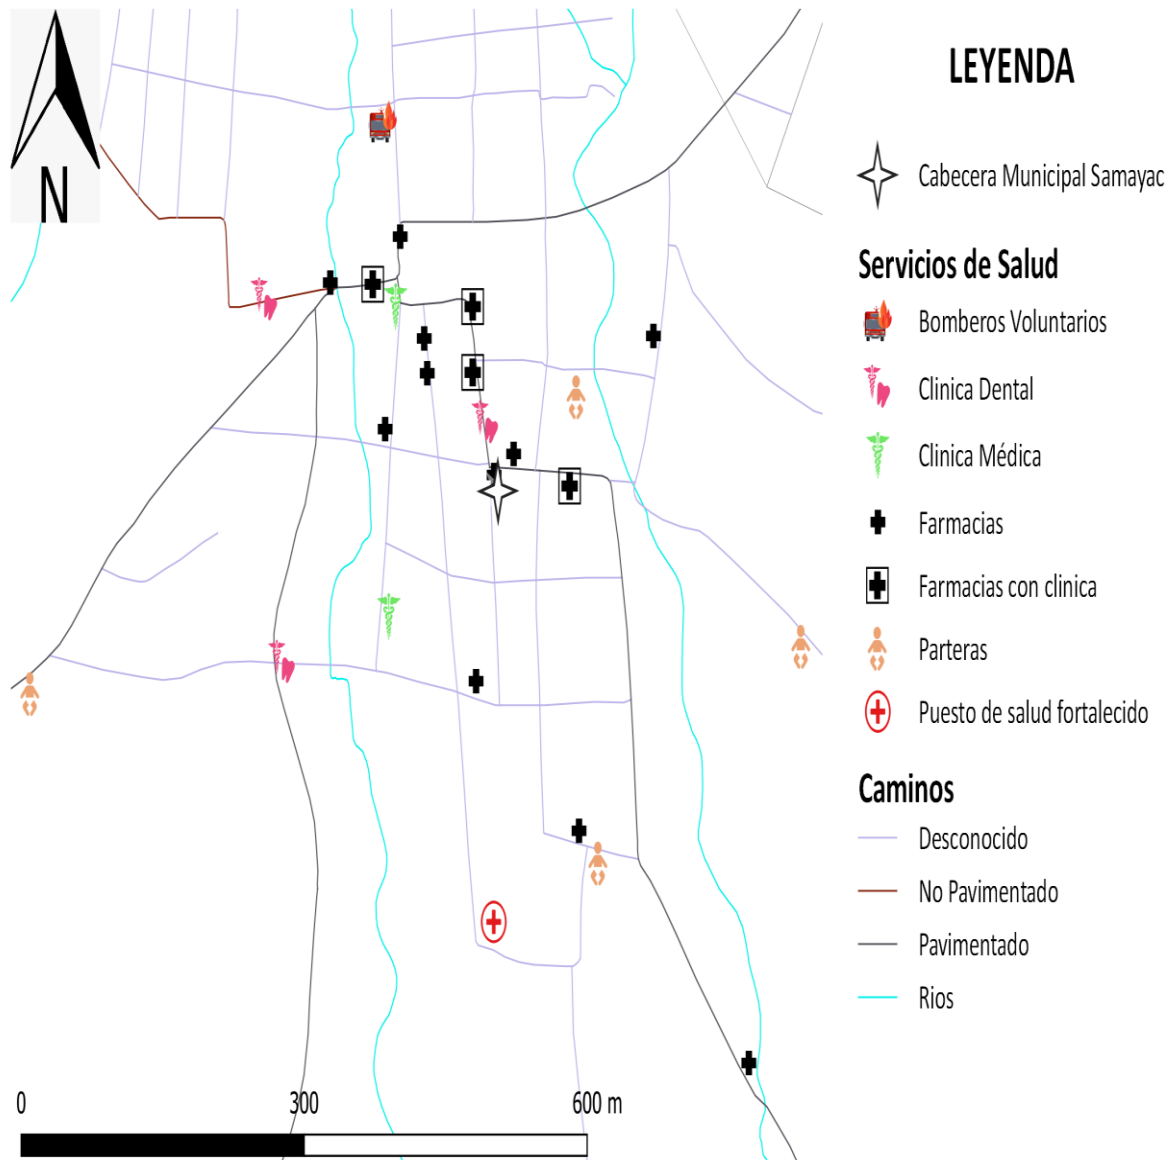 N
0 300 600 m
LEYENDA
Cabecera Municipal Samayac
Servicios de Salud
Bomberos Voluntarios
Clinica Dental
Clinica Médica
Farmacias
Farmacias con clinica
Parteras
Puesto de salud fortalecido
Caminos
Desconocido
No Pavimentado
Pavimentado
Rios